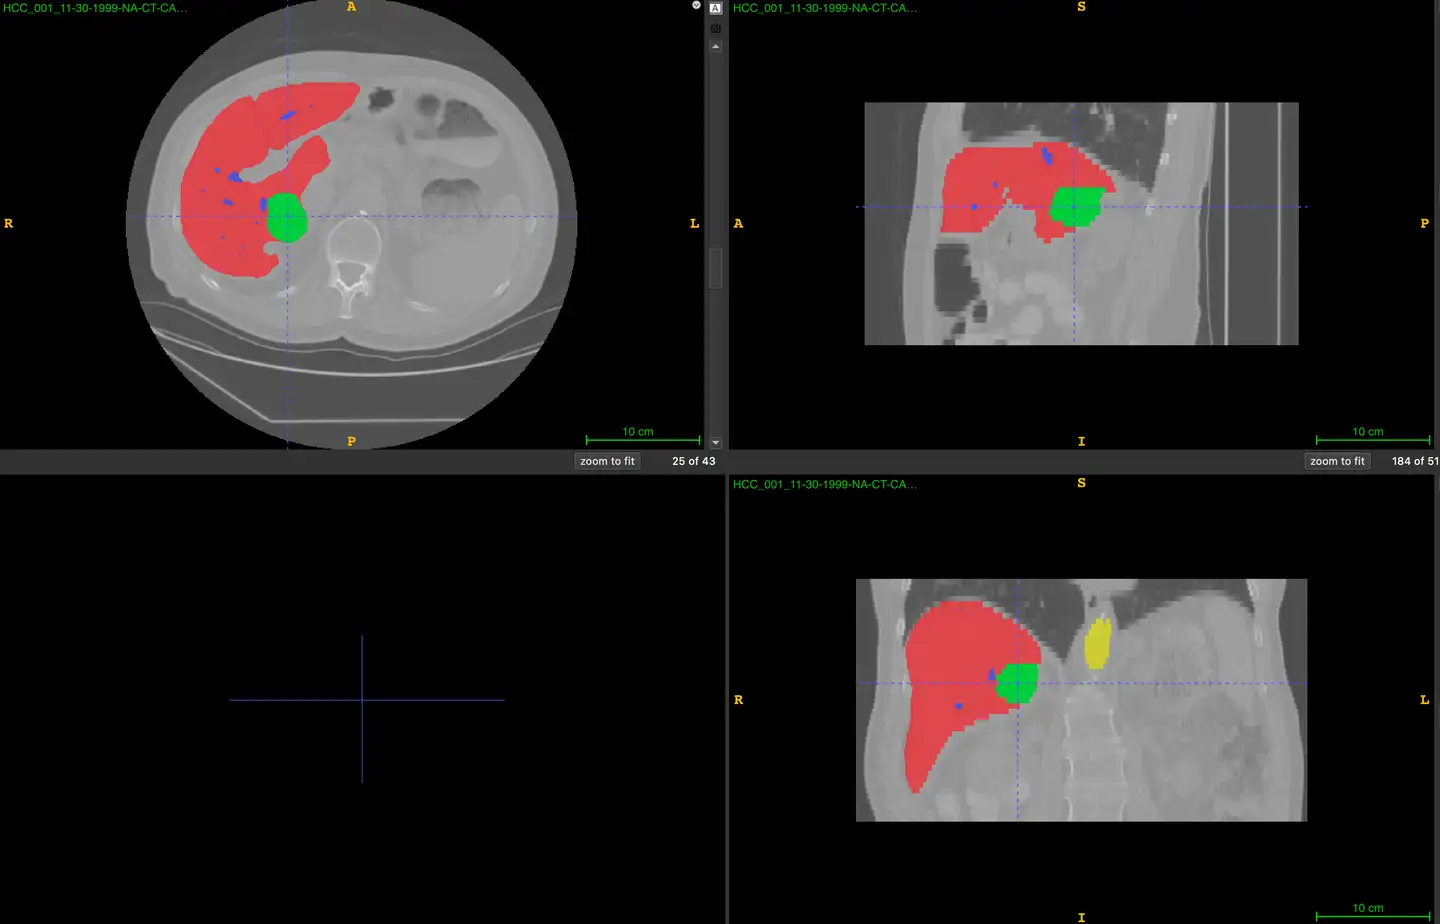 HCC_001_11-30-1999-NA-CT-CA...
A
A
R
L
P
10 cm
zoom to fit
25 of 43
HCC_001_11-30-1999-NA-CT-CA...
S
A
P
I
10 cm
zoom to fit
184 of 51
HCC_001_11-30-1999-NA-CT-CA...
S
R
L
I
10 cm